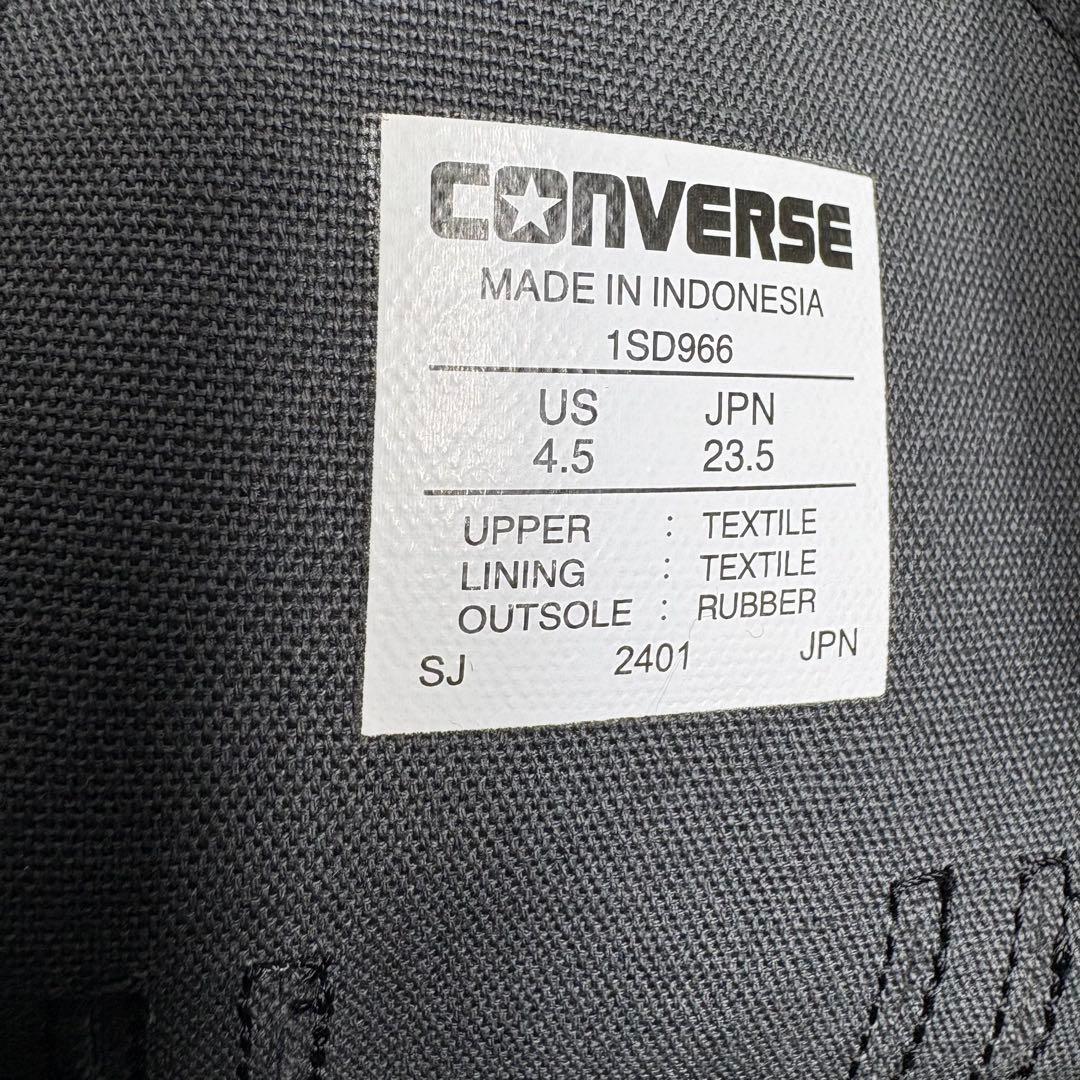 CONVERSE
MADE IN INDONESIA
1SD966
US JPN
4.5 23.5
UPPER : TEXTILE
LINING : TEXTILE
OUTSOLE : RUBBER
SJ 2401 JPN